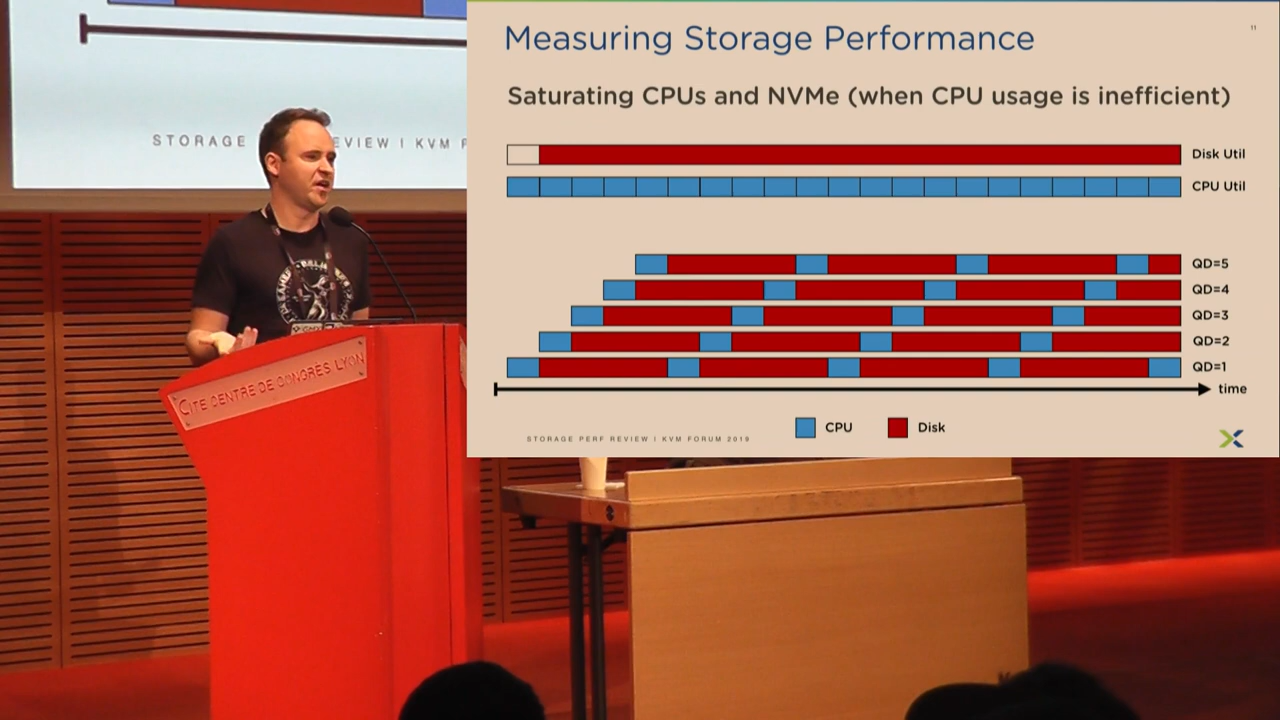 Measuring Storage Performance
11
Saturating CPUs and NVMe (when CPU usage is inefficient)
Disk Util
CPU Util
QD=5
QD=4
QD=3
QD=2
QD=1
time
CPU
Disk
STORAGE PERF REVIEW | KVM FORUM 2019
STORAGE EVIEW | KVM F
CITE CENTRE DE CONGRÈS LYON